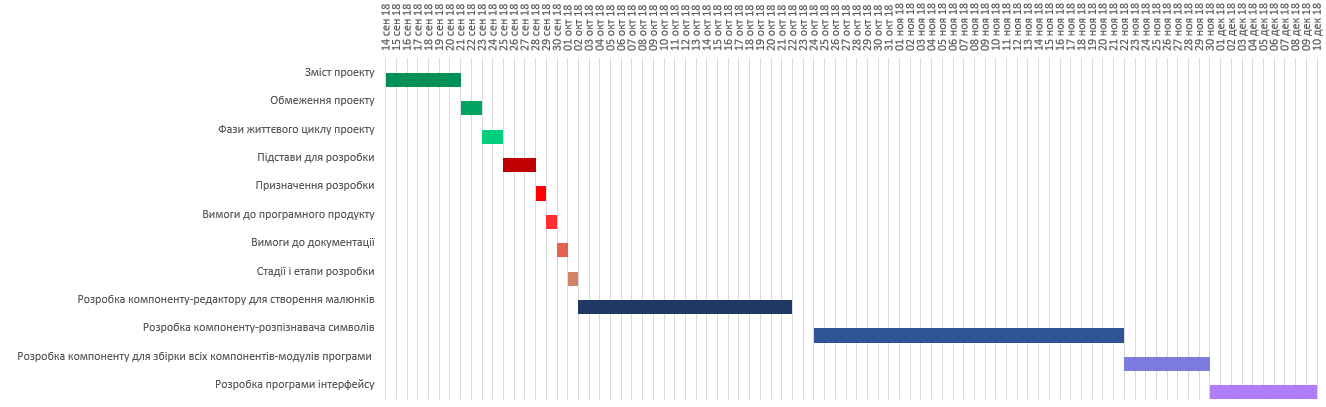 14 сен 18
15 сен 18
16 сен 18
17 сен 18
18 сен 18
19 сен 18
20 сен 18
21 сен 18
22 сен 18
23 сен 18
24 сен 18
25 сен 18
26 сен 18
27 сен 18
28 сен 18
29 сен 18
30 сен 18
01 окт 18
02 окт 18
03 окт 18
04 окт 18
05 окт 18
06 окт 18
07 окт 18
08 окт 18
09 окт 18
10 окт 18
11 окт 18
12 окт 18
13 окт 18
14 окт 18
15 окт 18
16 окт 18
17 окт 18
18 окт 18
19 окт 18
20 окт 18
21 окт 18
22 окт 18
23 окт 18
24 окт 18
25 окт 18
26 окт 18
27 окт 18
28 окт 18
29 окт 18
30 окт 18
31 окт 18
01 ноя 18
02 ноя 18
03 ноя 18
04 ноя 18
05 ноя 18
06 ноя 18
07 ноя 18
08 ноя 18
09 ноя 18
10 ноя 18
11 ноя 18
12 ноя 18
13 ноя 18
14 ноя 18
15 ноя 18
16 ноя 18
17 ноя 18
18 ноя 18
19 ноя 18
20 ноя 18
21 ноя 18
22 ноя 18
23 ноя 18
24 ноя 18
25 ноя 18
26 ноя 18
27 ноя 18
28 ноя 18
29 ноя 18
30 ноя 18
01 дек 18
02 дек 18
03 дек 18
04 дек 18
05 дек 18
06 дек 18
07 дек 18
08 дек 18
09 дек 18
10 дек 18
Зміст проекту
Обмеження проекту
Фази життєвого циклу проекту
Підстави для розробки
Призначення розробки
Вимоги до програмного продукту
Вимоги до документації
Стадії і етапи розробки
Розробка компоненту-редактору для створення малюнків
Розробка компоненту-розпізнавача символів
Розробка компоненту для збірки всіх компонентів-модулів програми
Розробка програми інтерфейсу